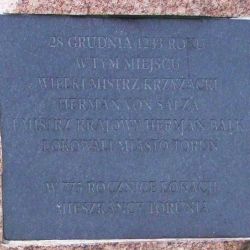 28 GRUDNIA 1233 ROKU
W TYM MIEJSCU
WIELKI MISTRZ KRZYŻACKI
HERMAN VON SALZA
I MISTRZ KRAJOWY HERMAN BALK
LOKOWALI MIASTO TORUŃ
W 775 ROCZNICĘ LOKACJI
MIESZKAŃCY TORUNIA